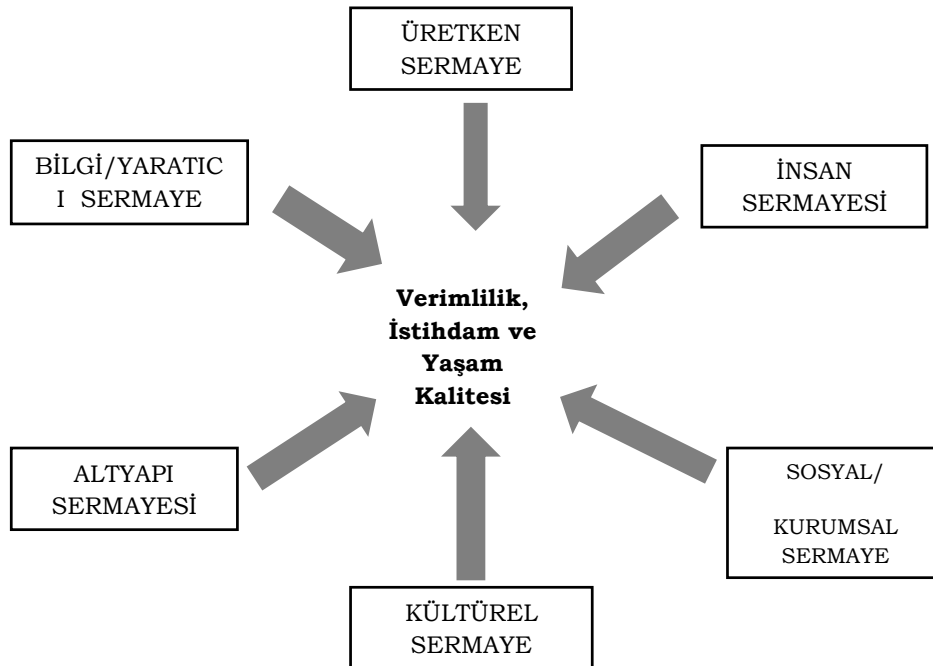 ÜRETKEN
SERMAYE
BİLGİ/YARATIC
I SERMAYE
İNSAN
SERMAYESİ
Verimlilik,
İstihdam ve
Yaşam
Kalitesi
ALTYAPI
SERMAYESİ
SOSYAL/
KURUMSAL
SERMAYE
KÜLTÜREL
SERMAYE